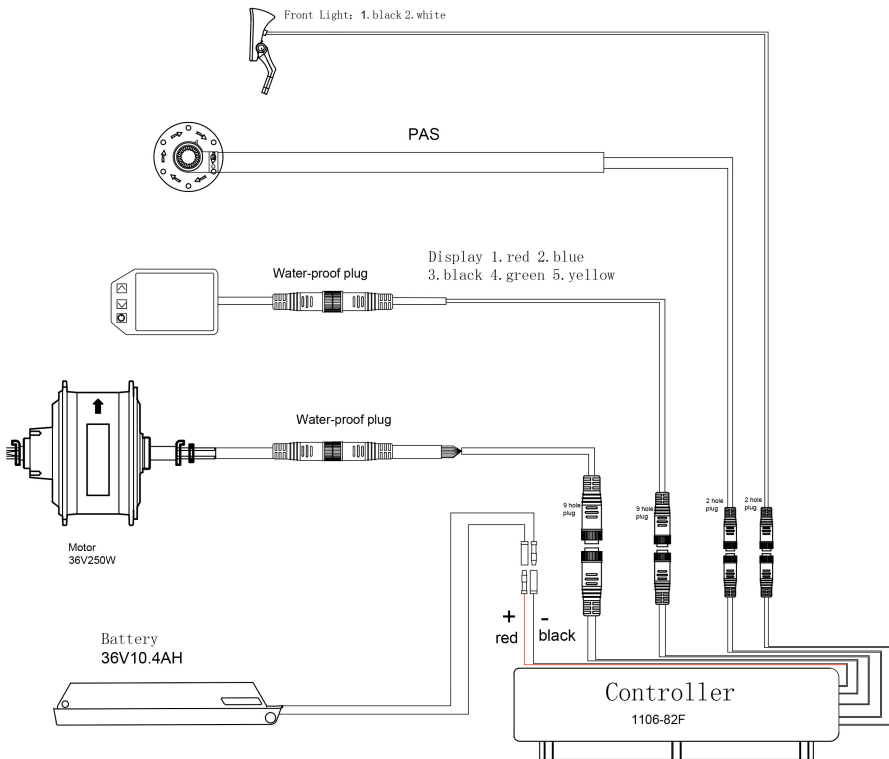 Front Light: 1.black 2.white
PAS
Display 1.red 2.blue
3.black 4.green 5.yellow
Water-proof plug
Water-proof plug
Motor
36V250W
9 hole
plug
9 hole
plug
2 hole
plug
2 hole
plug
+
red
-
black
Battery
36V10.4AH
Controller
1106-82F